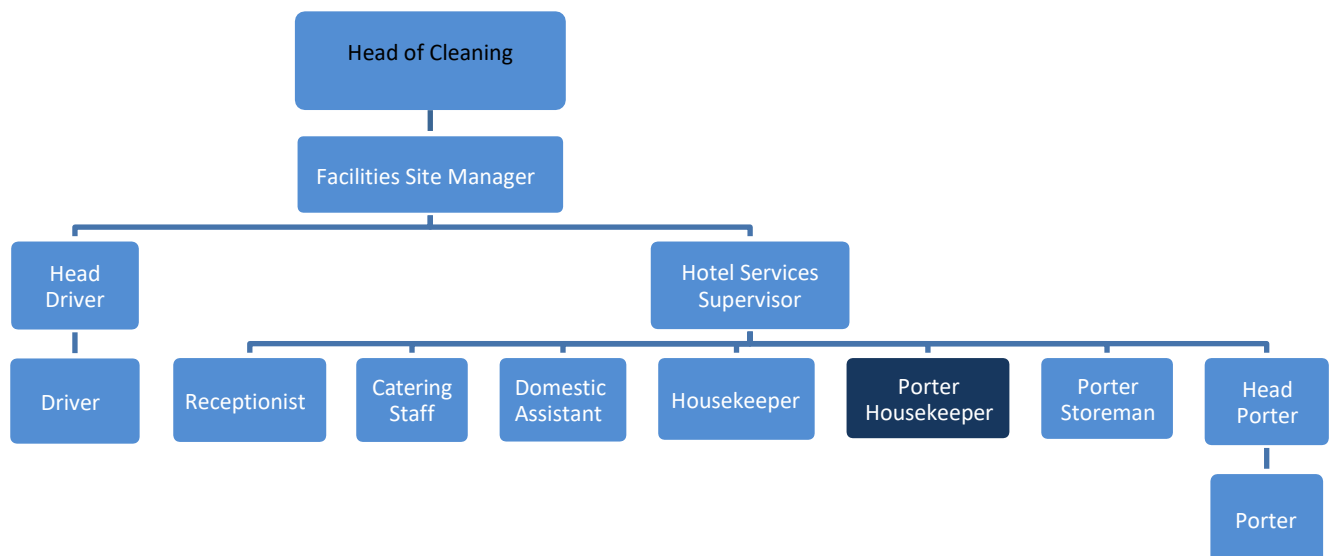 Head of Cleaning
Facilities Site Manager
Head
Driver
Hotel Services
Supervisor
Driver
Receptionist
Catering
Staff
Domestic
Assistant
Housekeeper
Porter
Housekeeper
Porter
Storeman
Head
Porter
Porter